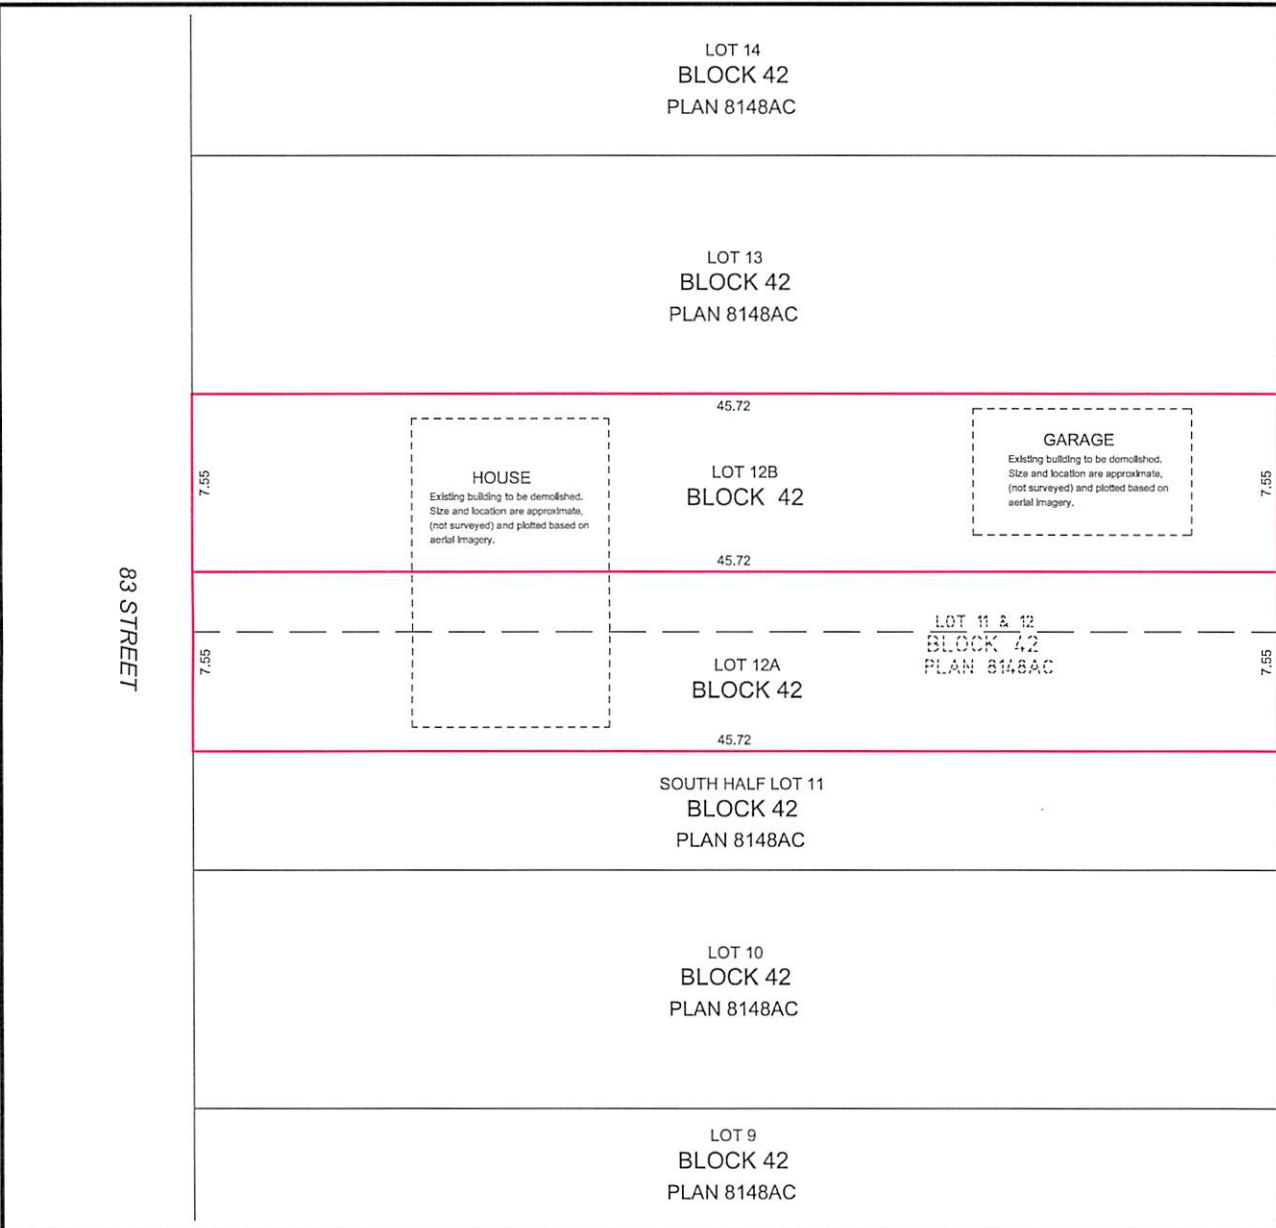 LOT 14
BLOCK 42
PLAN 8148AC
LOT 13
BLOCK 42
PLAN 8148AC
45.72
7.55
HOUSE
Existing building to be demolished.
Size and location are approximate,
(not surveyed) and plotted based on
aerial imagery.
LOT 12B
BLOCK 42
GARAGE
Existing building to be demolished.
Size and location are approximate,
(not surveyed) and plotted based on
aerial imagery.
7.55
45.72
83 STREET
7.55
LOT 11 & 12
BLOCK 42
PLAN 8148AC
LOT 12A
BLOCK 42
7.55
45.72
SOUTH HALF LOT 11
BLOCK 42
PLAN 8148AC
LOT 10
BLOCK 42
PLAN 8148AC
LOT 9
BLOCK 42
PLAN 8148AC